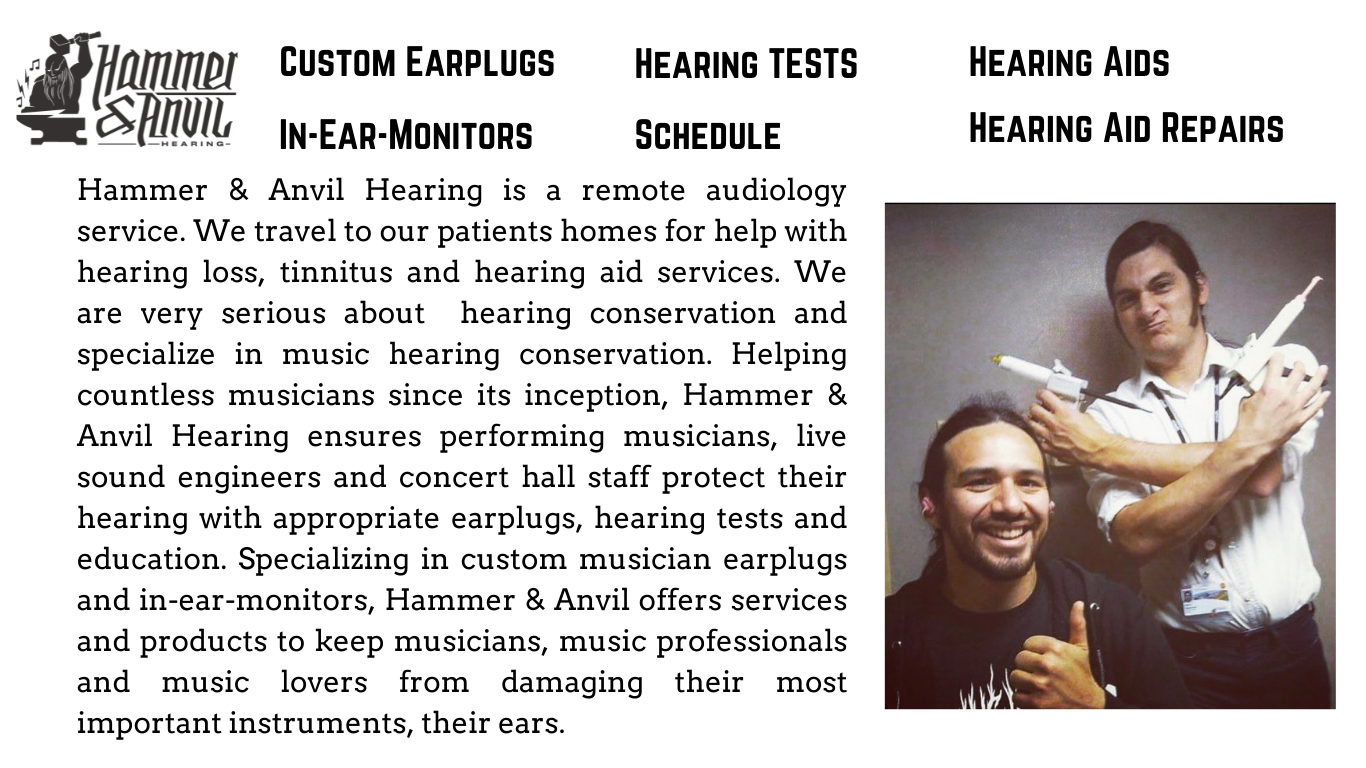 Hammer
& Anvil
HEARING
Custom Earplugs
Hearing TESTS
Hearing Aids
In-Ear-Monitors
Schedule
Hearing Aid Repairs
Hammer & Anvil Hearing is a remote audiology
service. We travel to our patients homes for help with
hearing loss, tinnitus and hearing aid services. We
are very serious about hearing conservation and
specialize in music hearing conservation. Helping
countless musicians since its inception, Hammer &
Anvil Hearing ensures performing musicians, live
sound engineers and concert hall staff protect their
hearing with appropriate earplugs, hearing tests and
education. Specializing in custom musician earplugs
and in-ear-monitors, Hammer & Anvil offers services
and products to keep musicians, music professionals
and music lovers from damaging their most
important instruments, their ears.